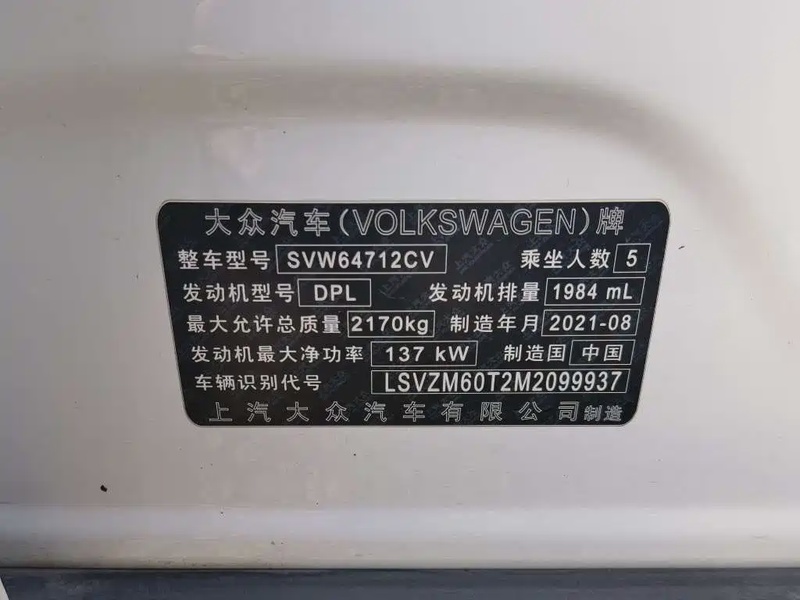 大众汽车(VOLKSWAGEN)牌
整车型号 SVW64712CV 乘坐人数 5
发动机型号 DPL 发动机排量 1984 mL
最大允许总质量 2170kg 制造年月 2021-08
发动机最大净功率 137 kW 制造国 中国
车辆识别代号 LSVZM60T2M2099937
上汽大众汽车有限公司制造